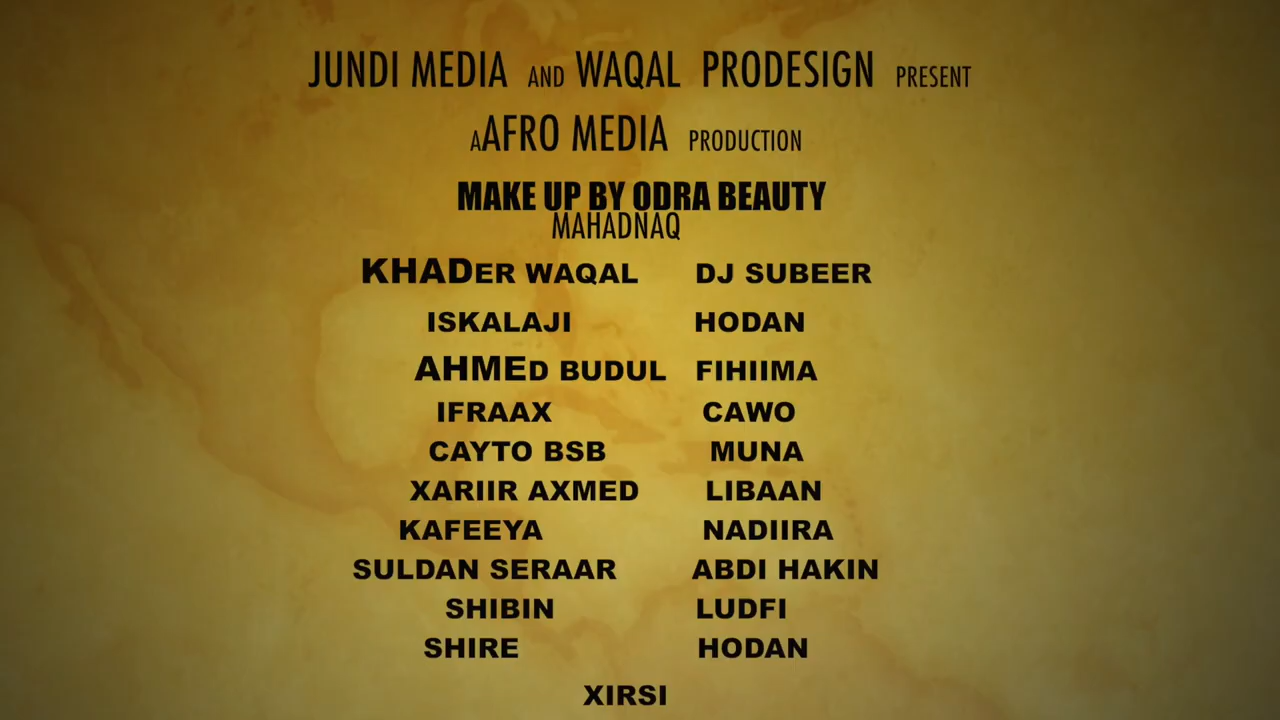 JUNDI MEDIA AND WAQAL PRODESIGN PRESENT
AAFRO MEDIA PRODUCTION
MAKE UP BY ODRA BEAUTY
MAHADNAQ
KHADER WAQAL DJ SUBEER
ISKALAJI HODAN
AHMED BUDUL FIHIIMA
IFRAAX CAWO
CAYTO BSB MUNA
XARIIR AXMED LIBAAN
KAFEEYA NADIIRA
SULDAN SERAAR ABDI HAKIN
SHIBIN LUDFI
SHIRE HODAN
XIRSI